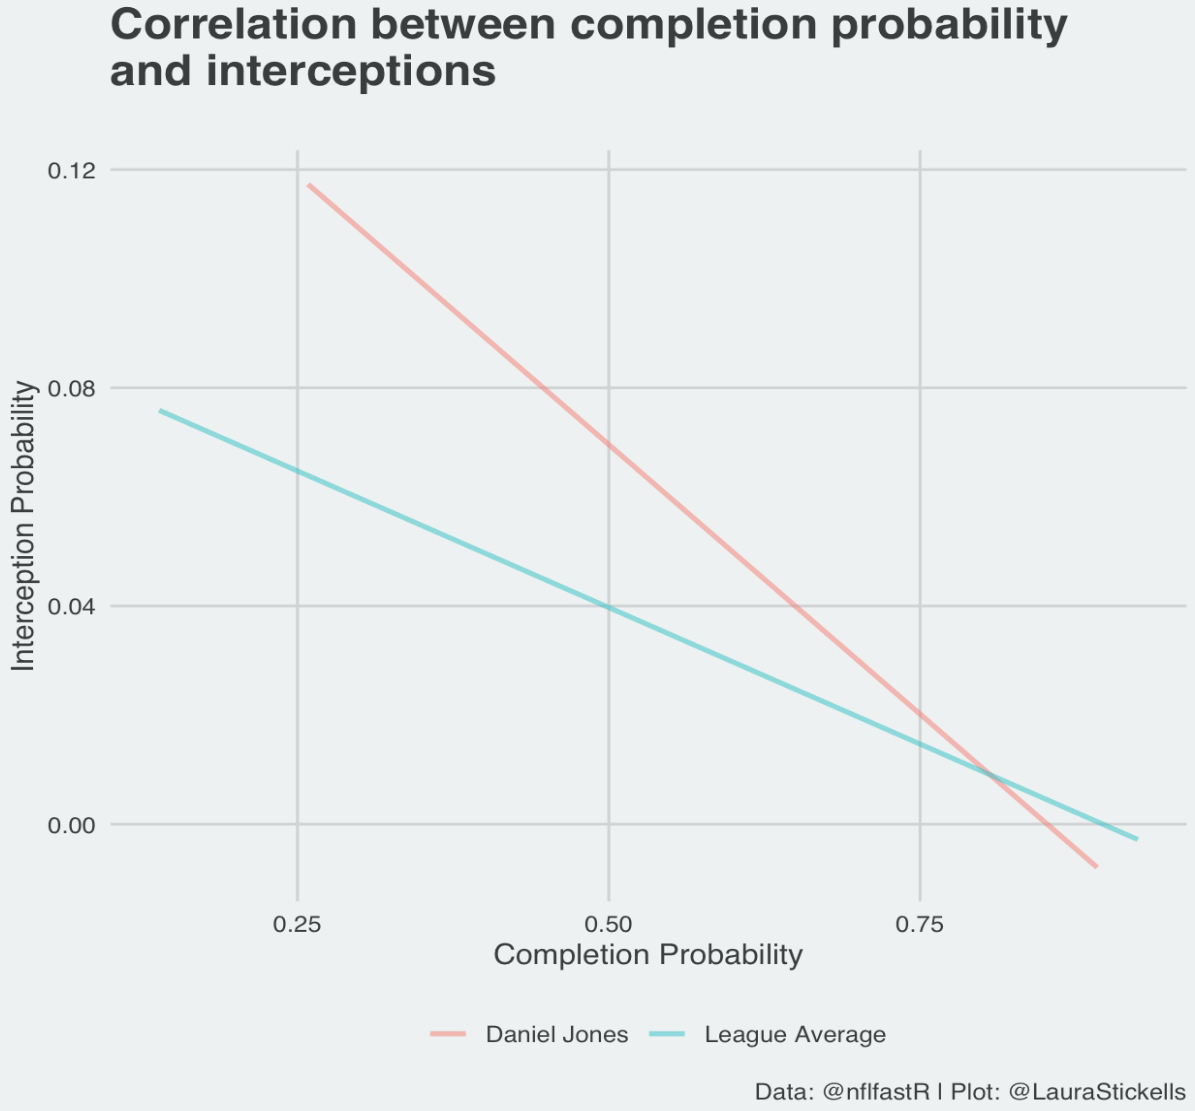 Correlation between completion probability
and interceptions
Interception Probability
0.12
0.08
0.04
0.00
0.25
0.50
0.75
Completion Probability
Daniel Jones
League Average
Data: @nflfastR | Plot: @LauraStickells